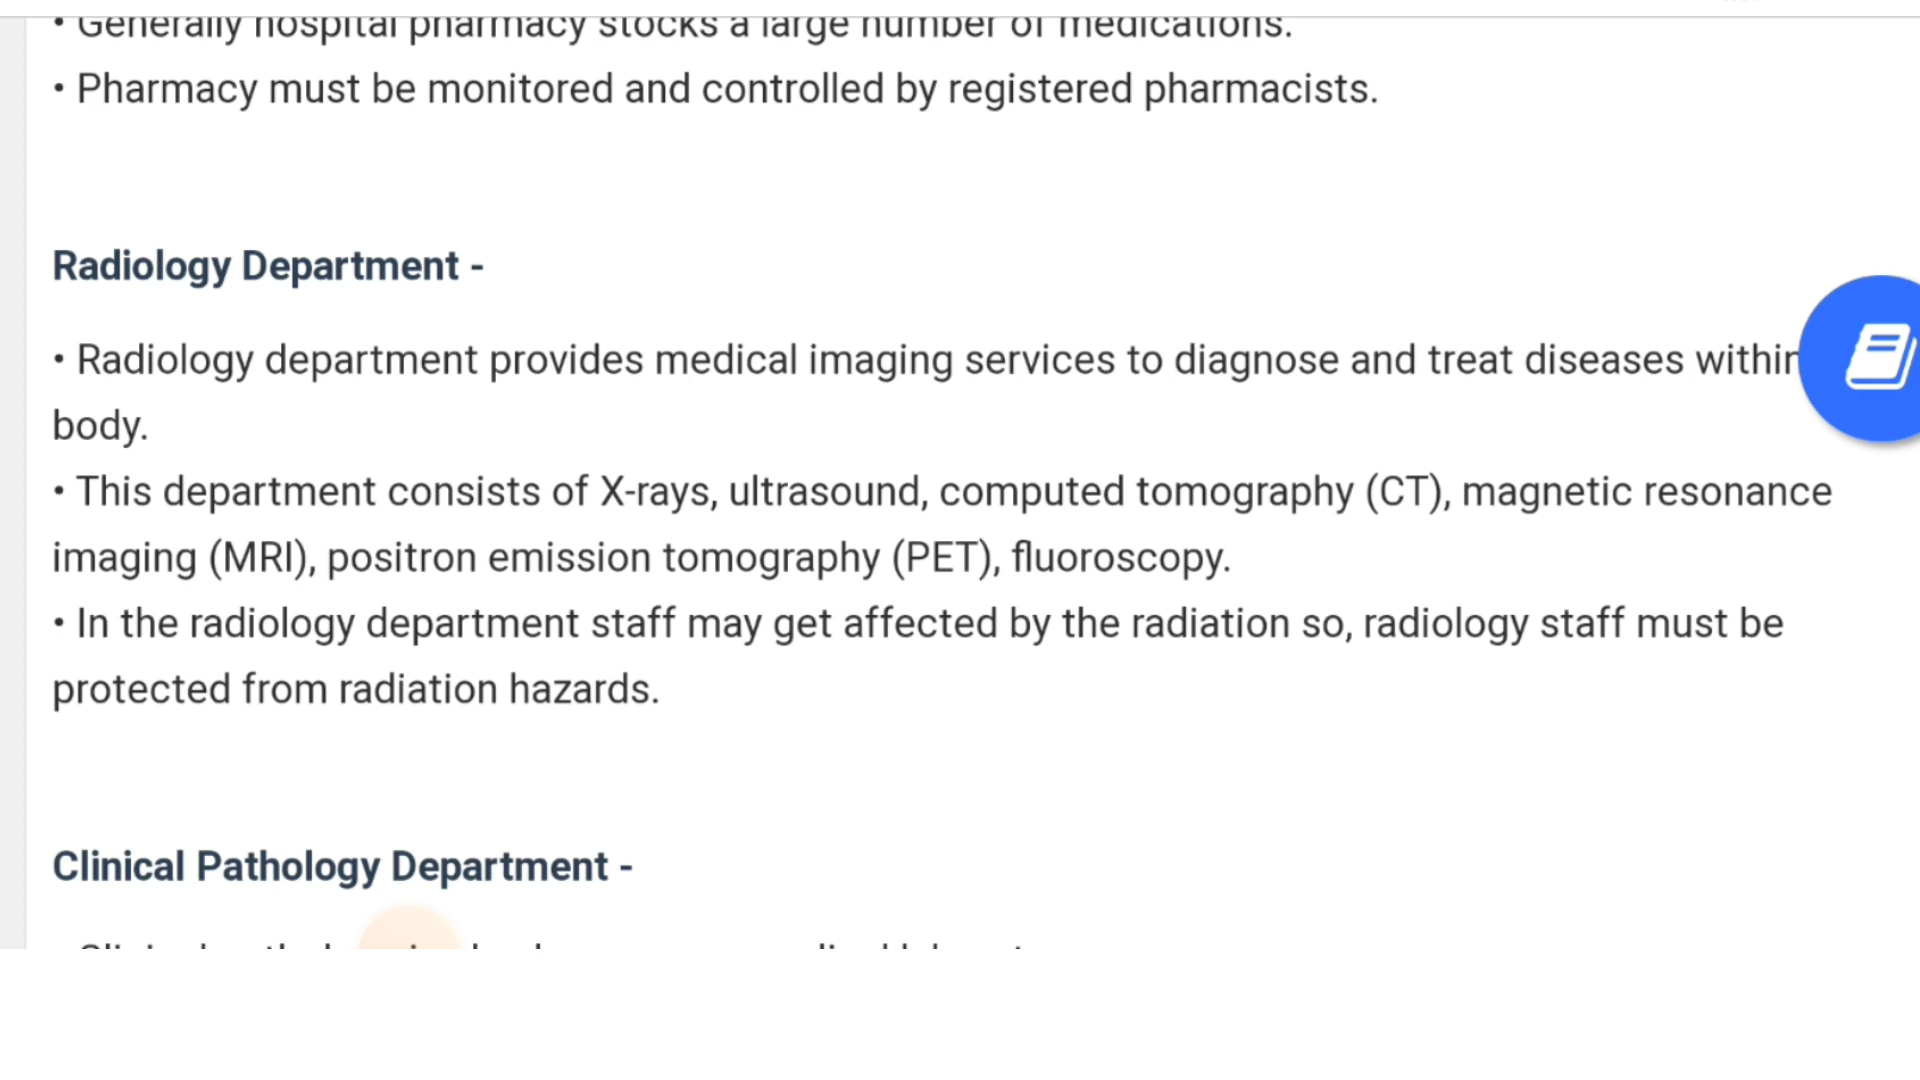 • Generally hospital pharmacy stocks a large number of medications.
• Pharmacy must be monitored and controlled by registered pharmacists.
Radiology Department -
• Radiology department provides medical imaging services to diagnose and treat diseases within
body.
• This department consists of X-rays, ultrasound, computed tomography (CT), magnetic resonance
imaging (MRI), positron emission tomography (PET), fluoroscopy.
• In the radiology department staff may get affected by the radiation so, radiology staff must be
protected from radiation hazards.
Clinical Pathology Department -